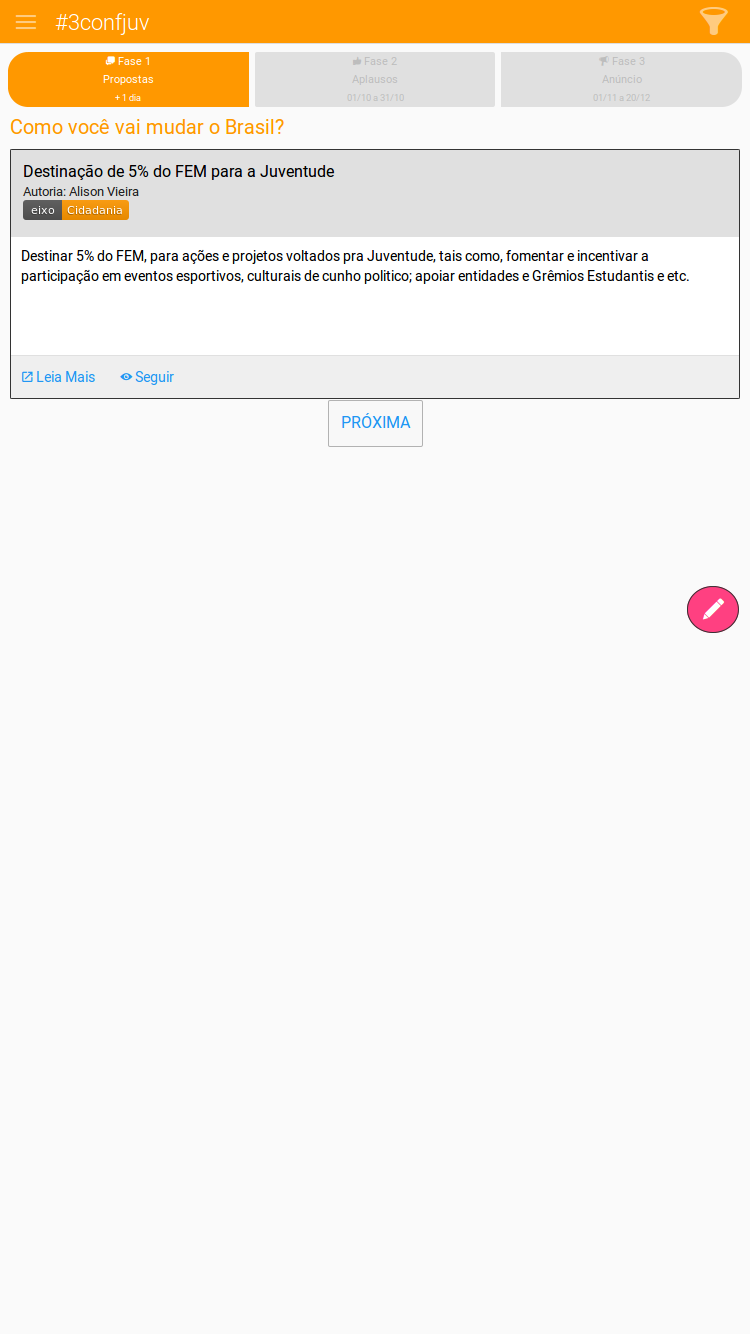 #3confjuv
Fase 1
Propostas
+ 1 dia
Fase 2
Aplausos
01/10 a 31/10
Fase 3
Anúncio
01/11 a 20/12
Como você vai mudar o Brasil?
Destinação de 5% do FEM para a Juventude
Autoria: Alison Vieira
eixo Cidadania
Destinar 5% do FEM, para ações e projetos voltados pra Juventude, tais como, fomentar e incentivar a
participação em eventos esportivos, culturais de cunho politico; apoiar entidades e Grêmios Estudantis e etc.
Leia Mais Seguir
PRÓXIMA